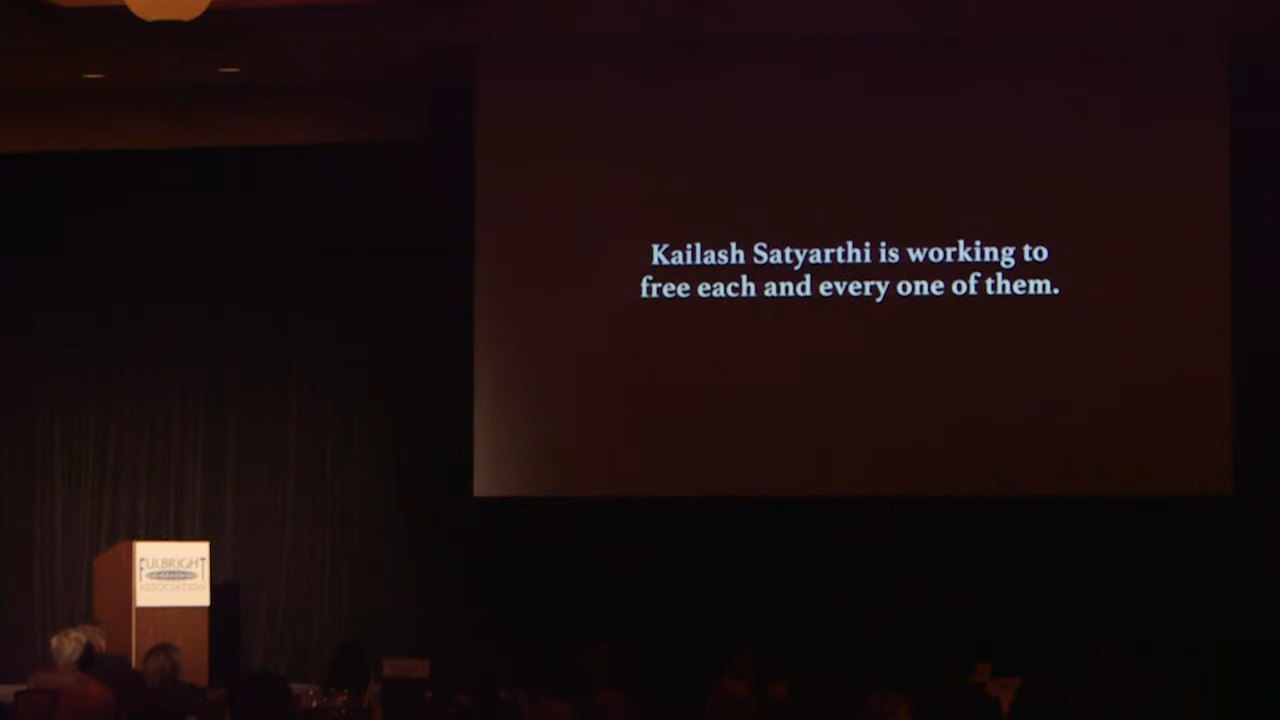 Kailash Satyarthi is working to
free each and every one of them.
FULBRIGHT
ASSOCIATION